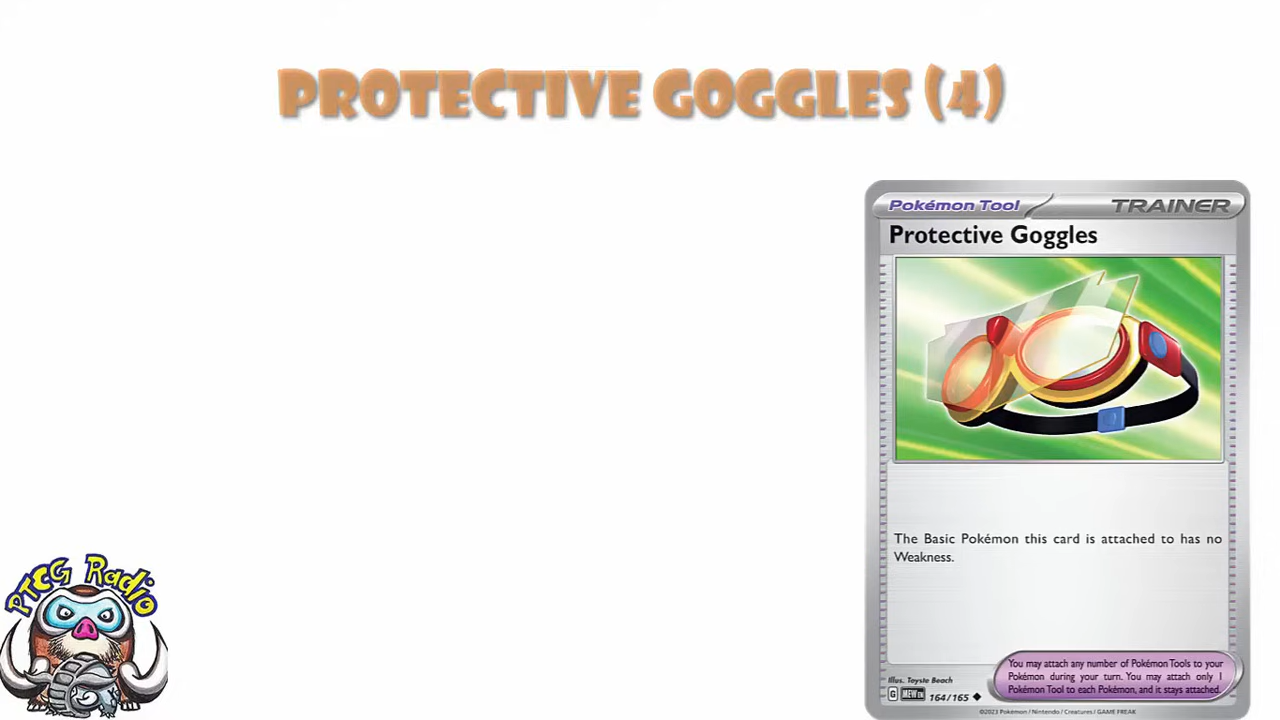 PROTECTIVE GOGGLES (4)
Pokémon Tool
TRAINER
Protective Goggles
The Basic Pokémon this card is attached to has no
Weakness.
You may attach any number of Pokémon Tools to your
Pokémon during your turn. You may attach only 1
Pokémon Tool to each Pokémon, and it stays attached.
Illus. Toyste Beach
G MEW EN 164/165
©2023 Pokémon / Nintendo / Creatures / GAME FREAK
PTCG Radio